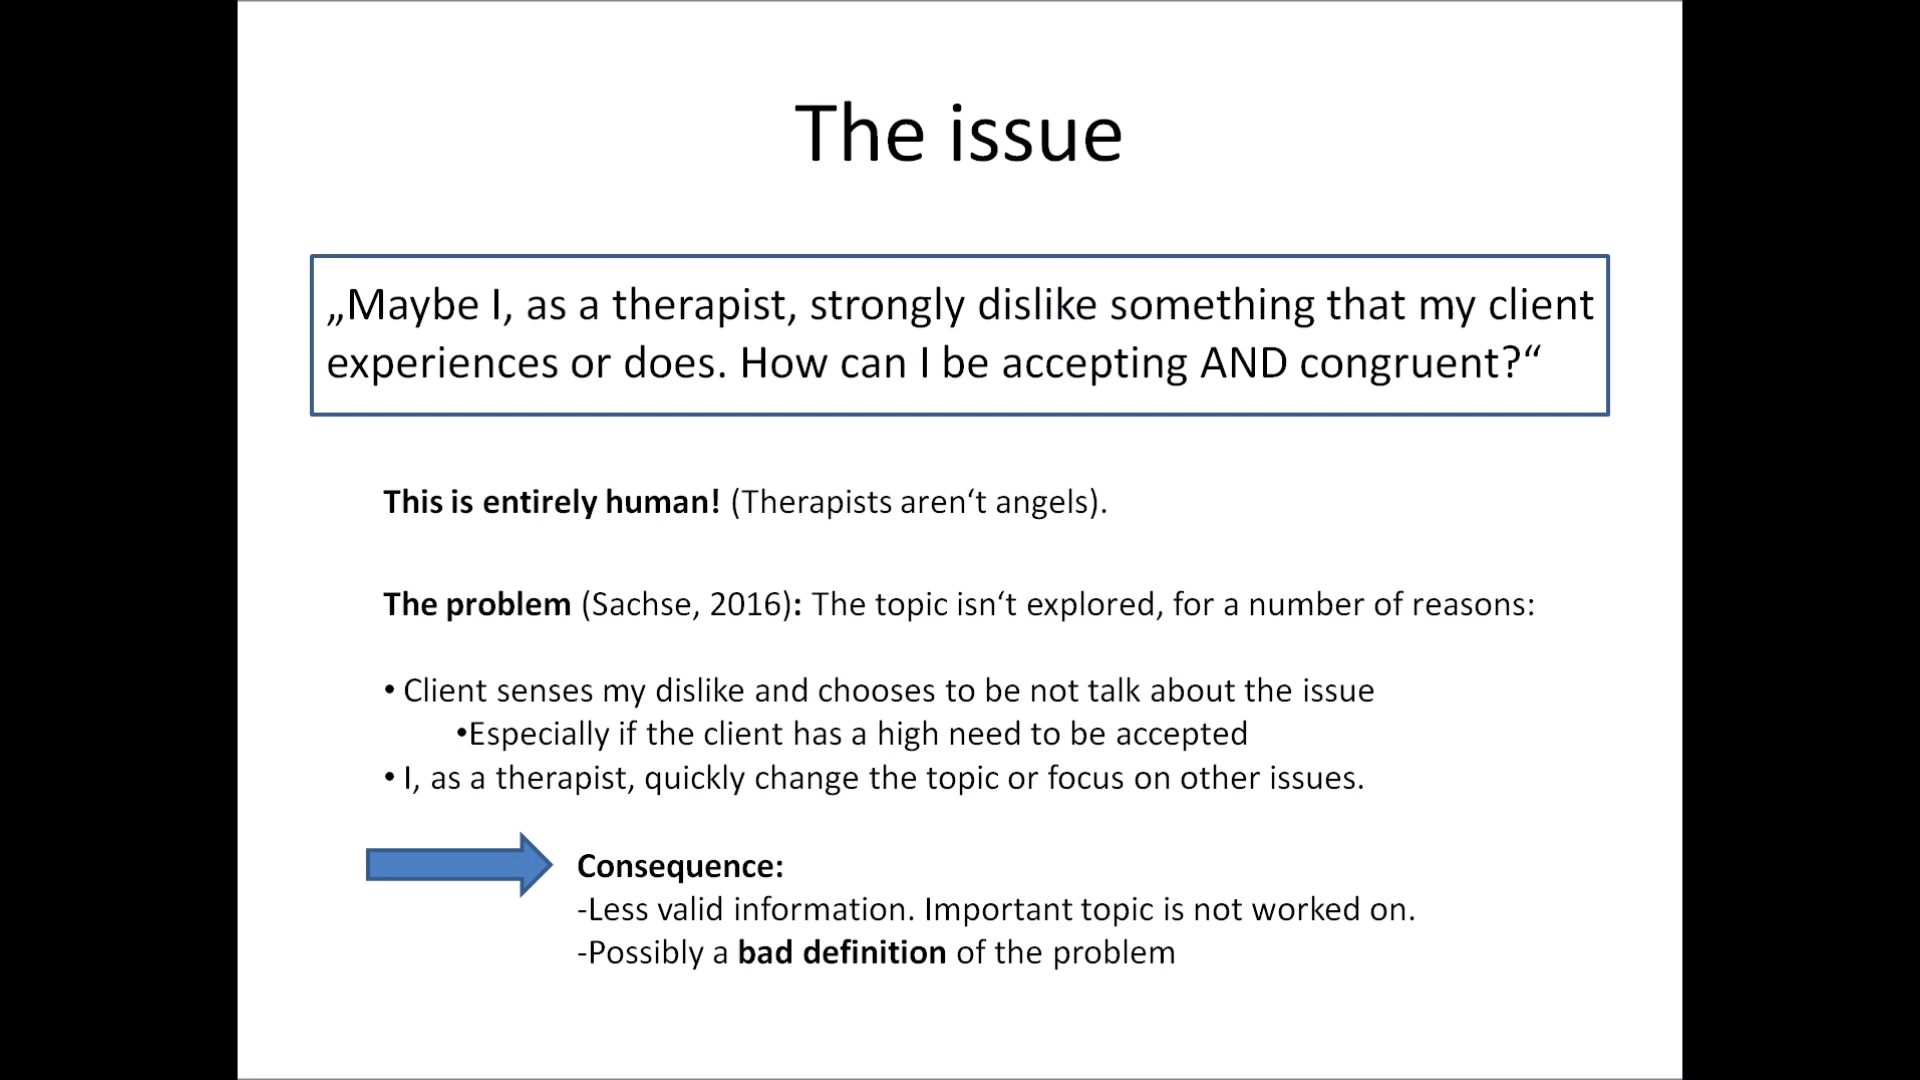 The issue
„Maybe I, as a therapist, strongly dislike something that my client
experiences or does. How can I be accepting AND congruent?“
This is entirely human! (Therapists aren‘t angels).
The problem (Sachse, 2016): The topic isn‘t explored, for a number of reasons:
• Client senses my dislike and chooses to be not talk about the issue
•Especially if the client has a high need to be accepted
• I, as a therapist, quickly change the topic or focus on other issues.
Consequence:
-Less valid information. Important topic is not worked on.
-Possibly a bad definition of the problem